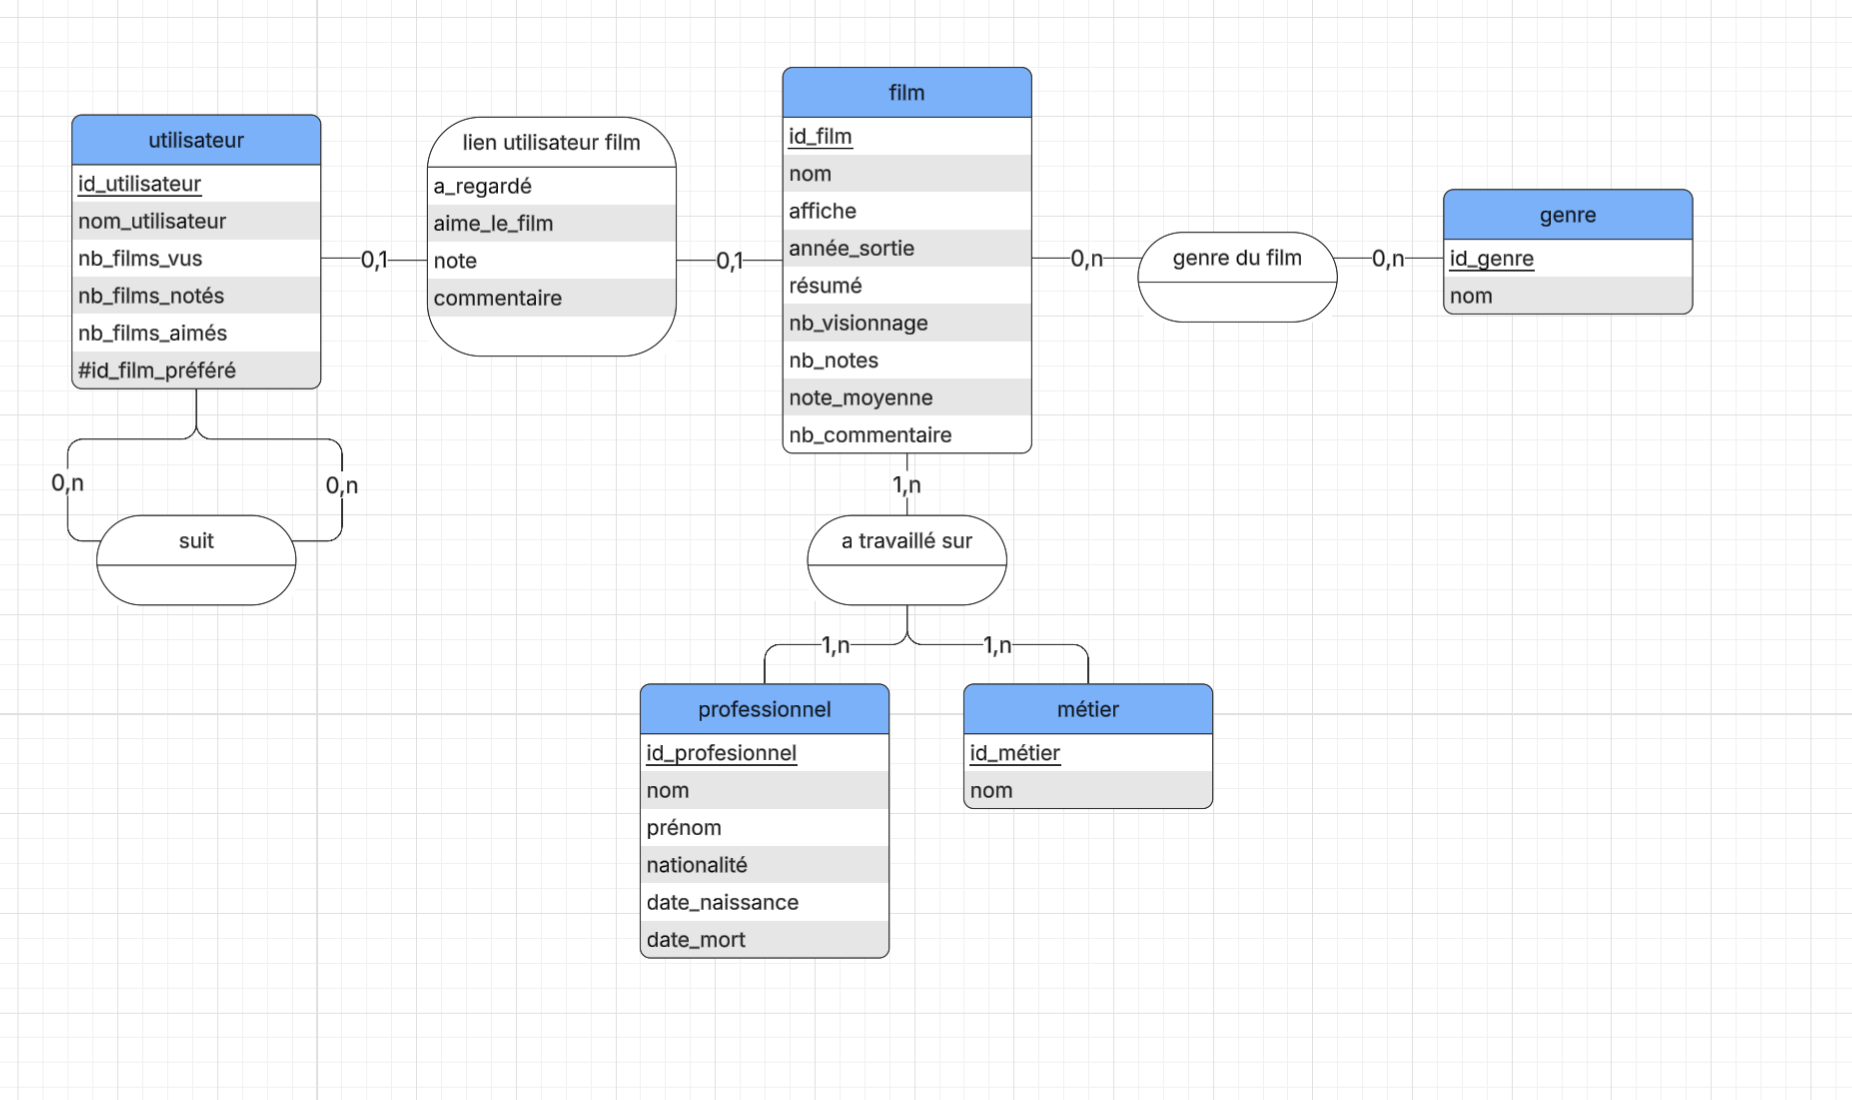 utilisateur
id_utilisateur
nom_utilisateur
nb_films_vus
nb_films_notés
nb_films_aimés
#id_film_préféré
0,n
0,n
suit
0,1
lien utilisateur film
a_regardé
aime_le_film
note
commentaire
0,1
film
id_film
nom
affiche
année_sortie
résumé
nb_visionnage
nb_notes
note_moyenne
nb_commentaire
0,n
genre du film
0,n
genre
id_genre
nom
1,n
a travaillé sur
1,n
1,n
professionnel
id_profesionnel
nom
prénom
nationalité
date_naissance
date_mort
métier
id_métier
nom